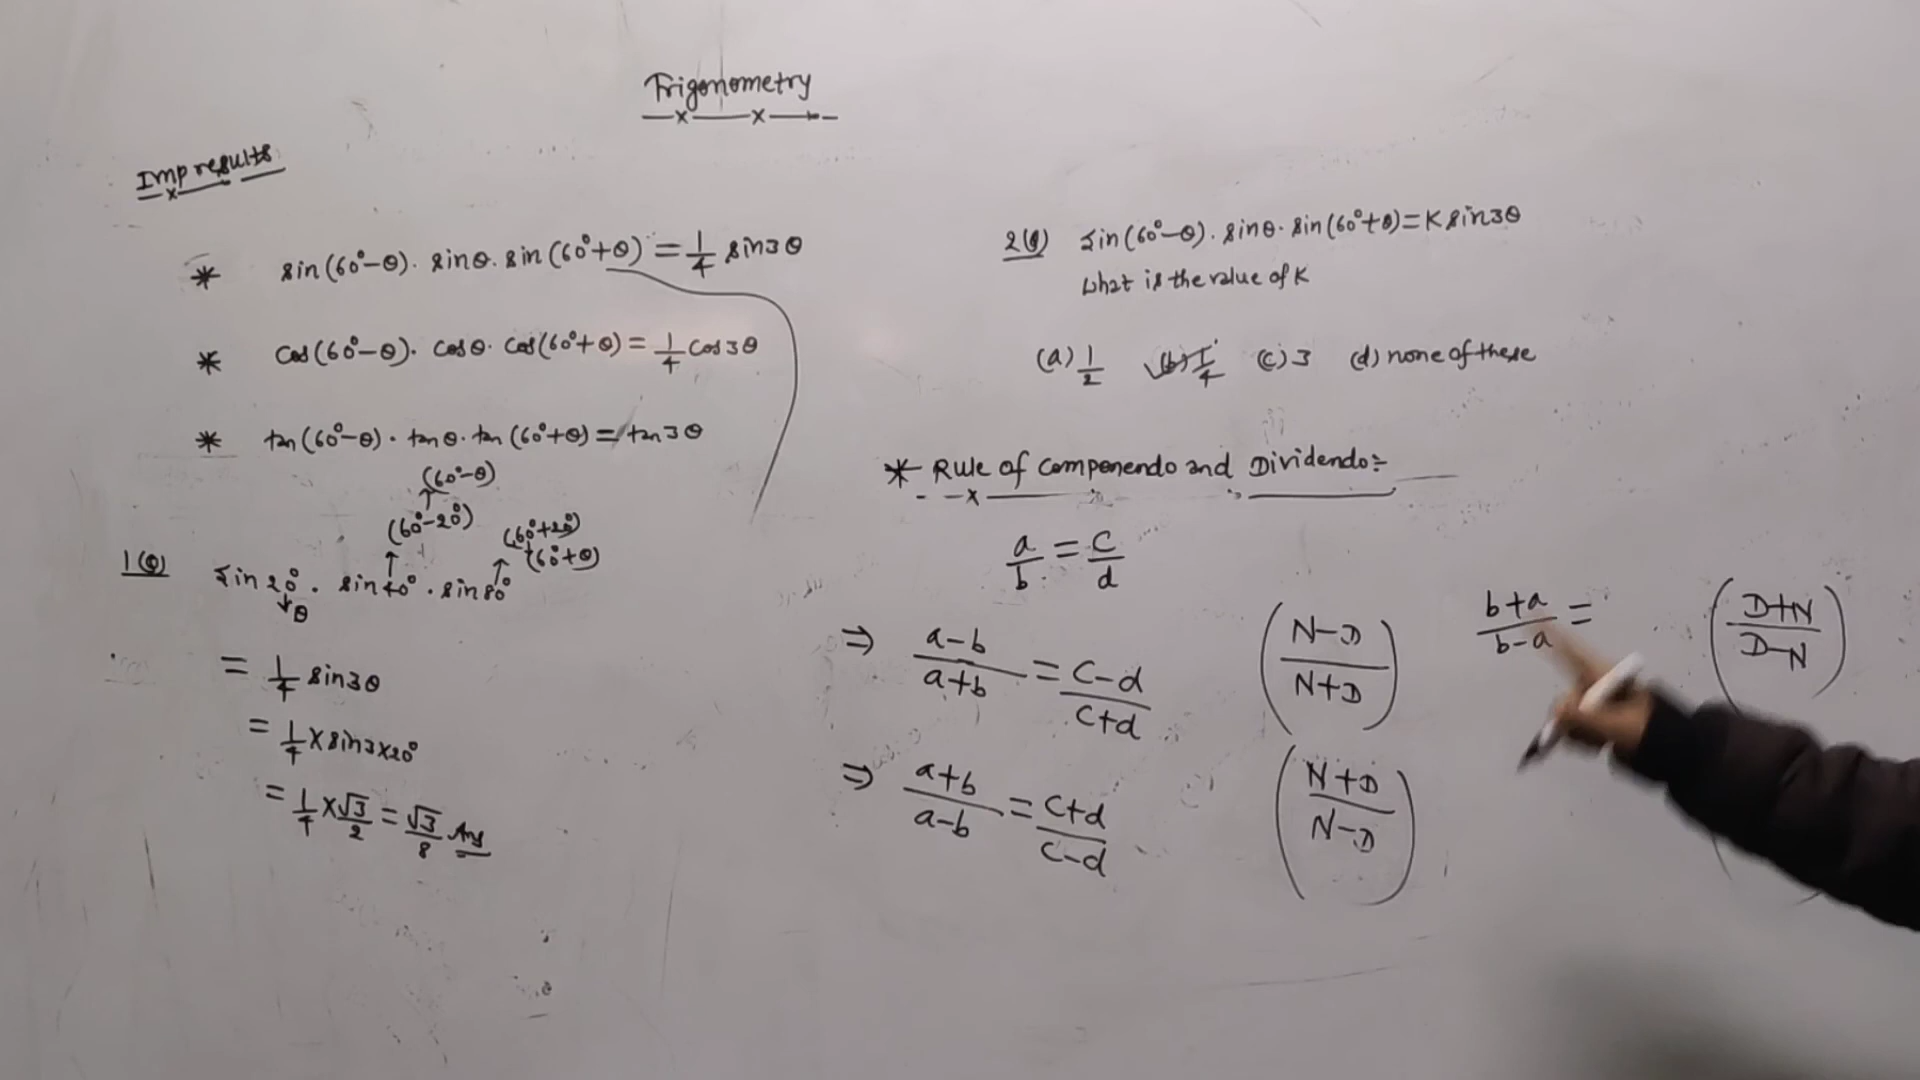 Trigonometry
Imp results
* sin(60°-θ). sinθ. sin(60°+θ) = 1/4 sin3θ
* cos(60°-θ). cosθ. cos(60°+θ) = 1/4 cos3θ
* tan(60°-θ). tanθ. tan(60°+θ) = tan3θ
(60°-θ)
(60°-20°) (60°+20°)
(60°+θ)
1(Q) sin20°. sin40°. sin80°
θ
= 1/4 sin3θ
= 1/4 × sin3×20°
= 1/4 × √3/2 = √3/8 Ans
2(Q) sin(60°-θ). sinθ. sin(60°+θ) = K sin3θ
What is the value of K
(a) 1/2 (b) 1/4 (c) 3 (d) none of these
* Rule of Componendo and Dividendo:-
a/b = c/d
⇒ a-b/a+b = c-d/c+d (N-D/N+D) b+a/b-a = (D+N/D-N)
⇒ a+b/a-b = c+d/c-d (N+D/N-D)